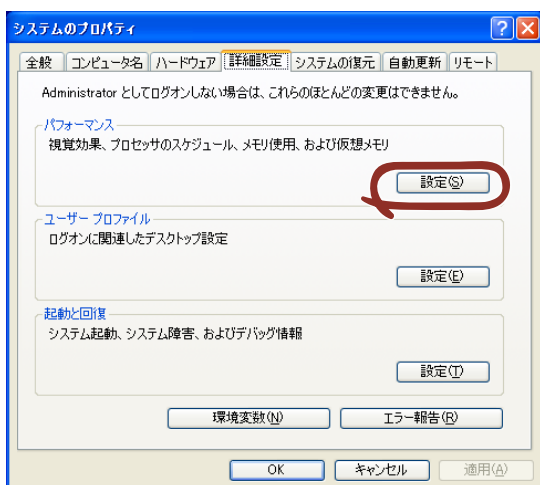 システムのプロパティ
全般 コンピュータ名 ハードウェア 詳細設定 システムの復元 自動更新 リモート
Administrator としてログオンしない場合は、これらのほとんどの変更はできません。
パフォーマンス
視覚効果、プロセッサのスケジュール、メモリ使用、および仮想メモリ
設定(S)
ユーザー プロファイル
ログオンに関連したデスクトップ設定
設定(E)
起動と回復
システム起動、システム障害、およびデバッグ情報
設定(T)
環境変数(N) エラー報告(R)
OK キャンセル 適用(A)